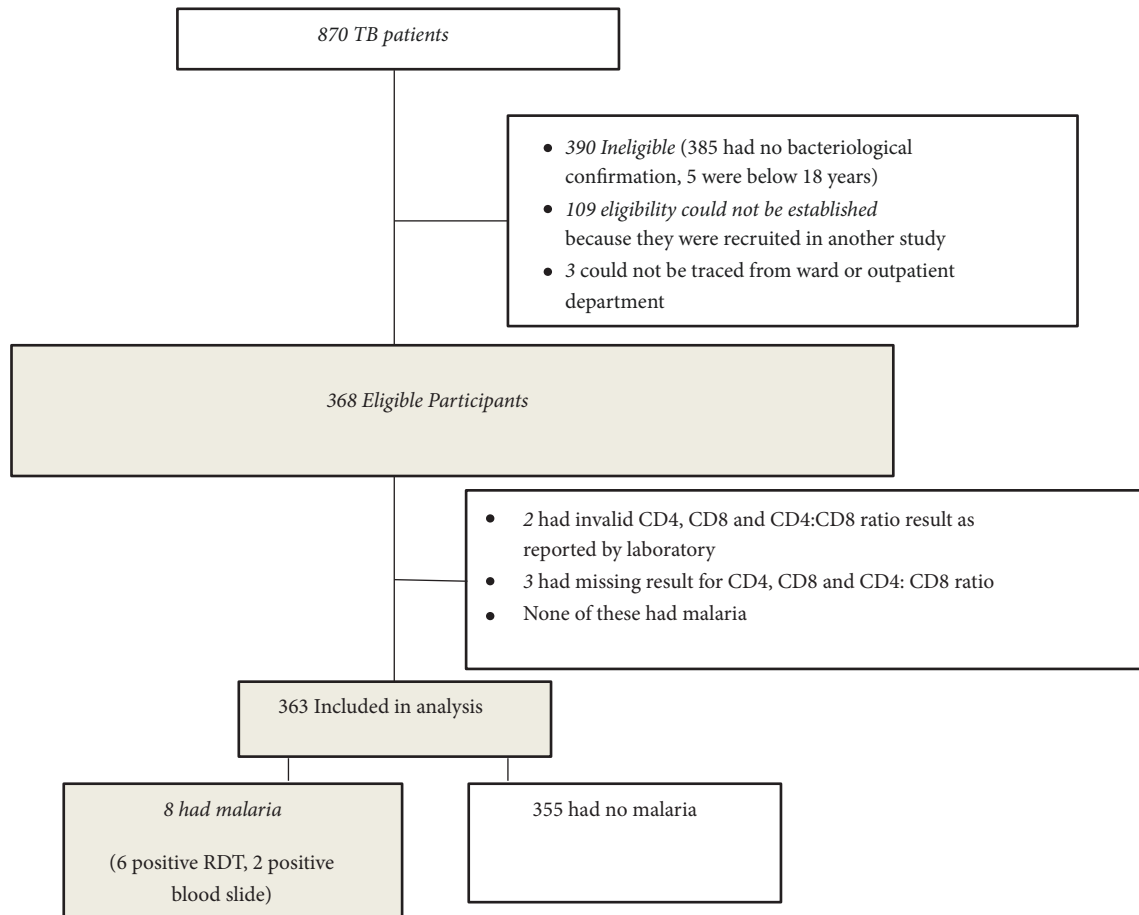 870 TB patients
• 390 Ineligible (385 had no bacteriological
confirmation, 5 were below 18 years)
• 109 eligibility could not be established
because they were recruited in another study
• 3 could not be traced from ward or outpatient
department
368 Eligible Participants
• 2 had invalid CD4, CD8 and CD4:CD8 ratio result as
reported by laboratory
• 3 had missing result for CD4, CD8 and CD4: CD8 ratio
• None of these had malaria
363 Included in analysis
8 had malaria
(6 positive RDT, 2 positive
blood slide)
355 had no malaria